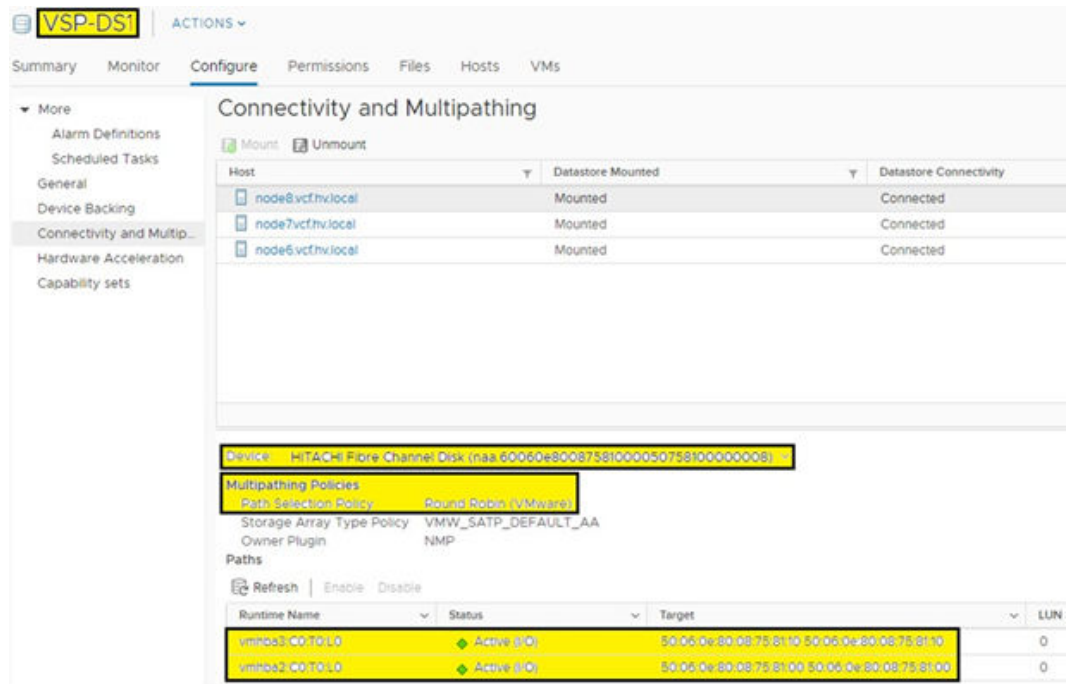 VSP-DS1 ACTIONS
Summary Monitor Configure Permissions Files Hosts VMs
More
Alarm Definitions
Scheduled Tasks
General
Device Backing
Connectivity and Multip...
Hardware Acceleration
Capability sets
Connectivity and Multipathing
Mount Unmount
Host Datastore Mounted Datastore Connectivity
node8.vcf.hv.local Mounted Connected
node7.vcf.hv.local Mounted Connected
node6.vcf.hv.local Mounted Connected
Device: HITACHI Fibre Channel Disk (naa.60060e80087581000050758100000008)
Multipathing Policies
Path Selection Policy Round Robin (VMware)
Storage Array Type Policy VMW_SATP_DEFAULT_AA
Owner Plugin NMP
Paths
Refresh Enable Disable
Runtime Name Status Target LUN
vmhba3:C0:T0:L0 Active (I/O) 50:06:0e:80:08:75:81:10 50:06:0e:80:08:75:81:10 0
vmhba2:C0:T0:L0 Active (I/O) 50:06:0e:80:08:75:81:00 50:06:0e:80:08:75:81:00 0